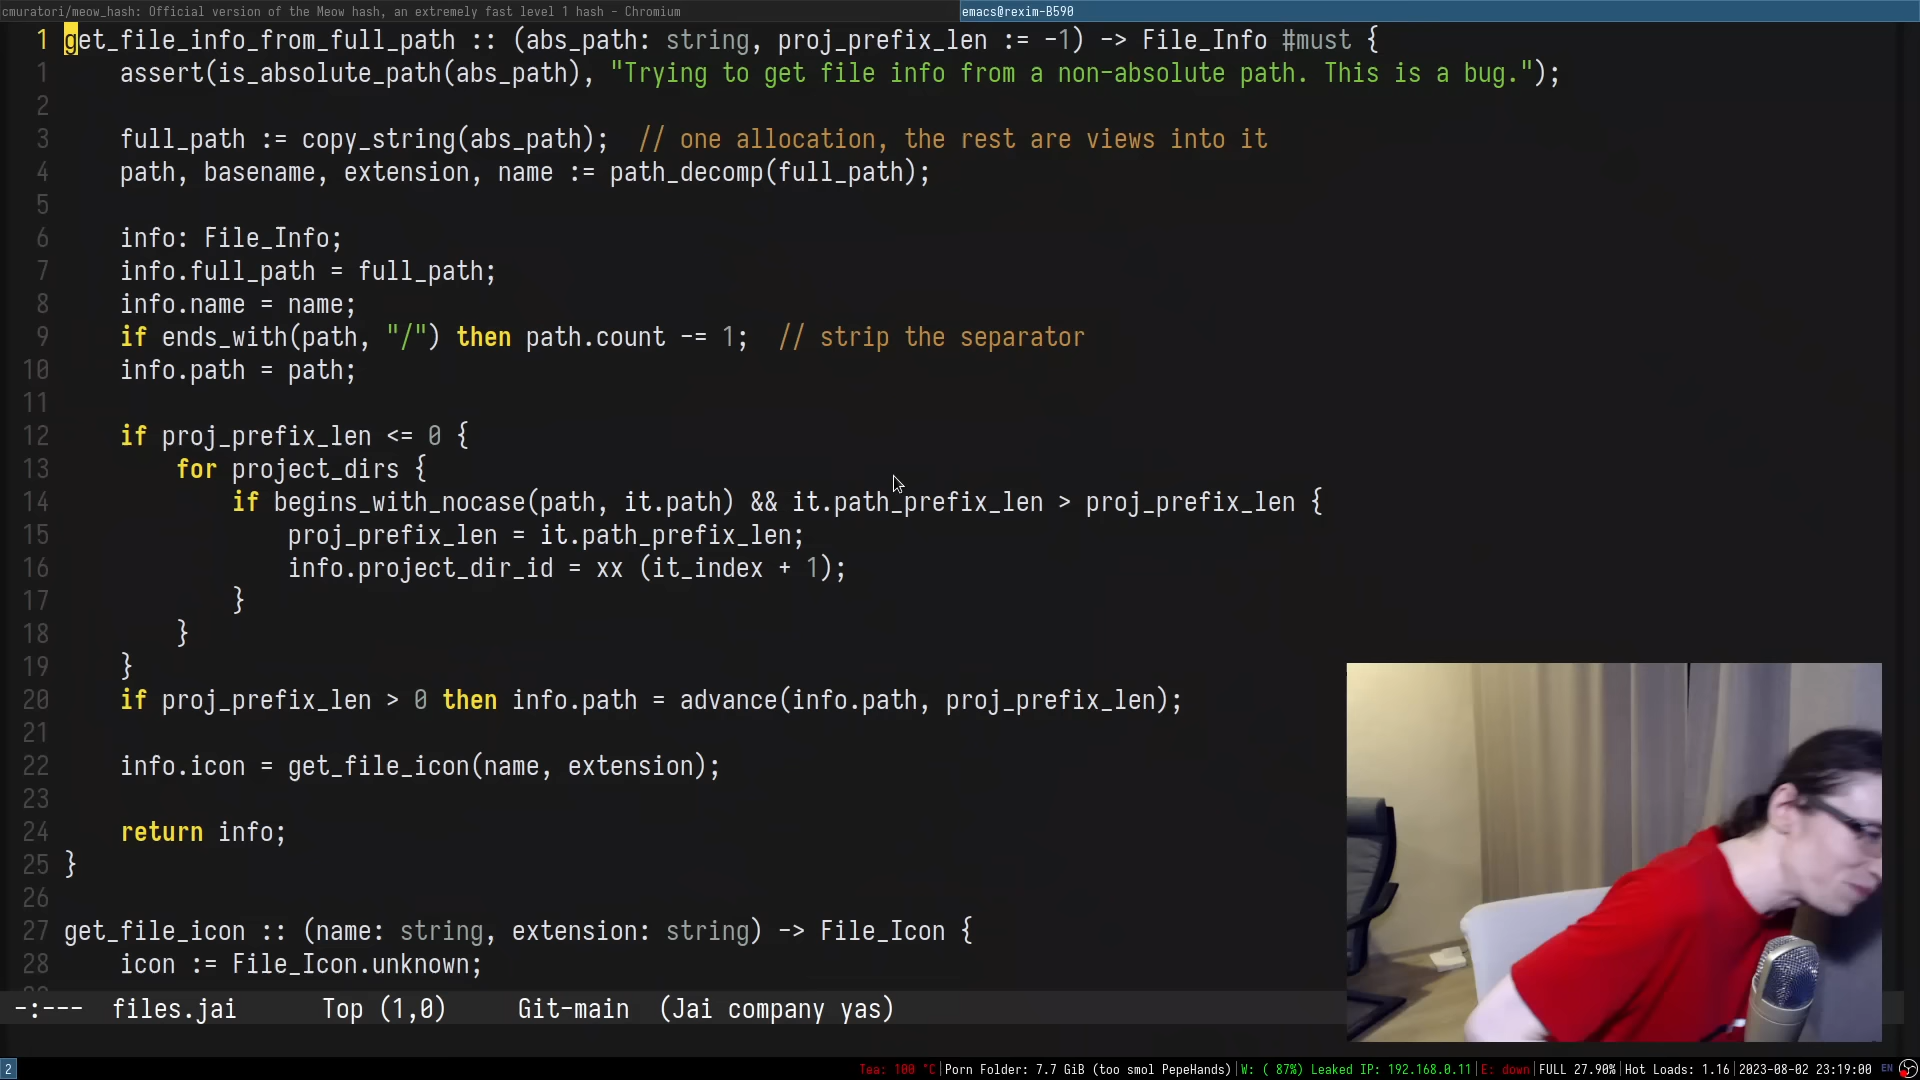 cmuratori/meow_hash: Official version of the Meow hash, an extremely fast level 1 hash - Chromium
emacs@rexim-B590
1 get_file_info_from_full_path :: (abs_path: string, proj_prefix_len := -1) -> File_Info #must {
1 assert(is_absolute_path(abs_path), "Trying to get file info from a non-absolute path. This is a bug.");
2
3 full_path := copy_string(abs_path);  // one allocation, the rest are views into it
4 path, basename, extension, name := path_decomp(full_path);
5
6 info: File_Info;
7 info.full_path = full_path;
8 info.name = name;
9 if ends_with(path, "/") then path.count -= 1;  // strip the separator
10 info.path = path;
11
12 if proj_prefix_len <= 0 {
13 for project_dirs {
14 if begins_with_nocase(path, it.path) && it.path_prefix_len > proj_prefix_len {
15 proj_prefix_len = it.path_prefix_len;
16 info.project_dir_id = xx (it_index + 1);
17 }
18 }
19 }
20 if proj_prefix_len > 0 then info.path = advance(info.path, proj_prefix_len);
21
22 info.icon = get_file_icon(name, extension);
23
24 return info;
25 }
26
27 get_file_icon :: (name: string, extension: string) -> File_Icon {
28 icon := File_Icon.unknown;
-:--- files.jai Top (1,0) Git-main (Jai company yas)
2 Tea: 100 °C|Porn Folder: 7.7 GiB (too smol PepeHands)|W: ( 87%) Leaked IP: 192.168.0.11|E: down|FULL 27.90%|Hot Loads: 1.16|2023-08-02 23:19:00 EN